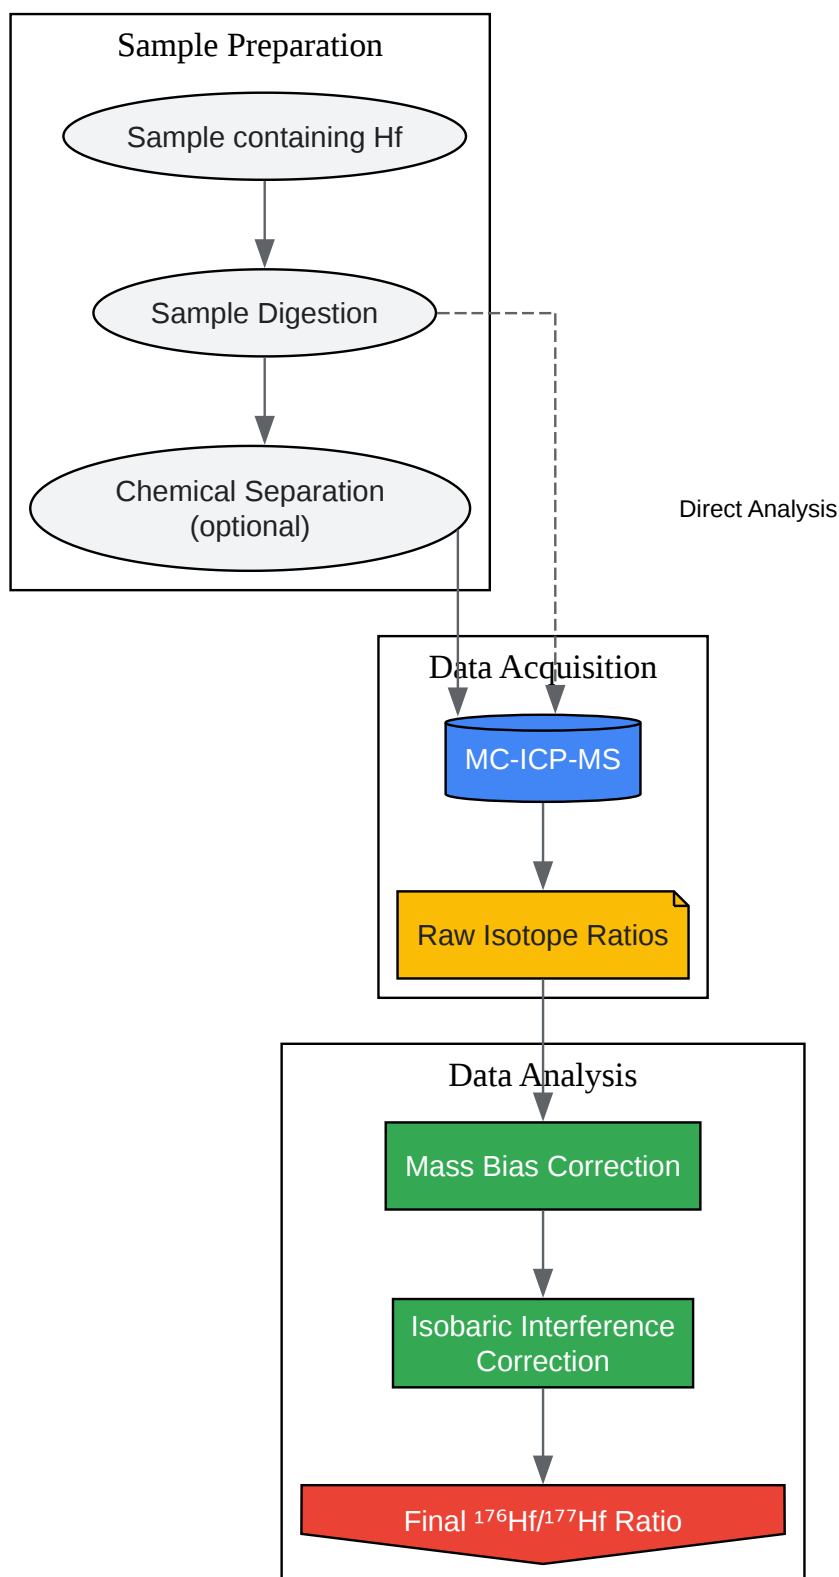 Sample Preparation
Sample containing Hf
Sample Digestion
Chemical Separation
(optional)
Direct Analysis
Data Acquisition
MC-ICP-MS
Raw Isotope Ratios
Data Analysis
Mass Bias Correction
Isobaric Interference
Correction
Final ¹⁷⁶Hf/¹⁷⁷Hf Ratio